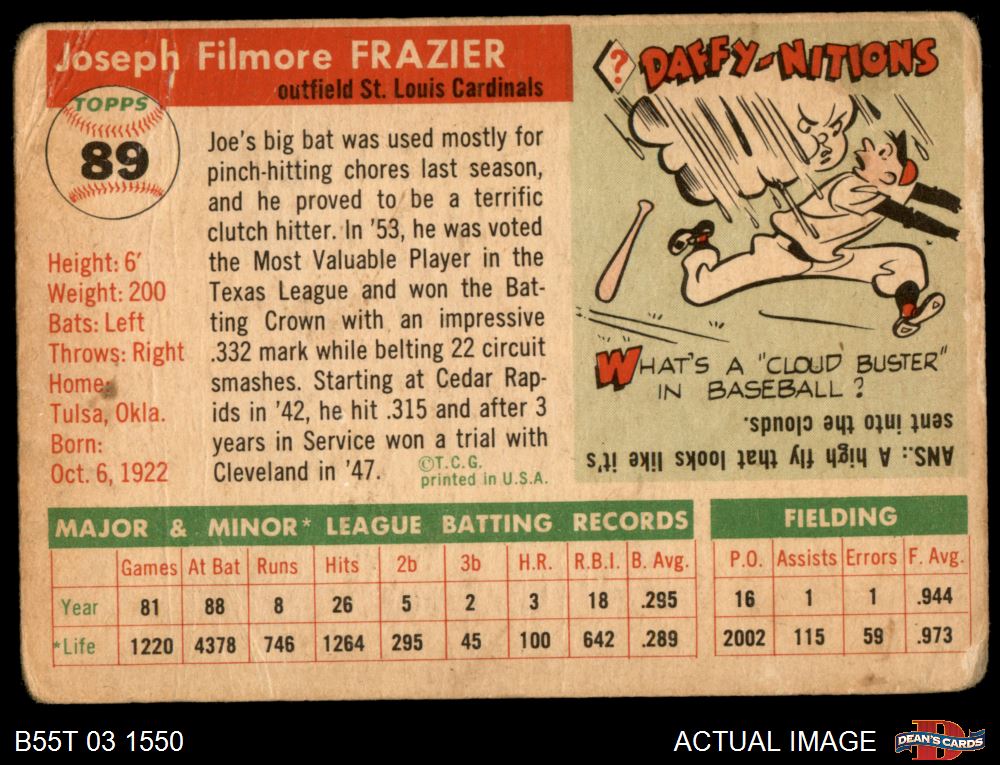 Joseph Filmore FRAZIER
outfield St. Louis Cardinals
TOPPS
89
Height: 6′
Weight: 200
Bats: Left
Throws: Right
Home:
Tulsa, Okla.
Born:
Oct. 6, 1922
Joe's big bat was used mostly for
pinch-hitting chores last season,
and he proved to be a terrific
clutch hitter. In '53, he was voted
the Most Valuable Player in the
Texas League and won the Bat-
ting Crown with an impressive
.332 mark while belting 22 circuit
smashes. Starting at Cedar Rap-
ids in '42, he hit .315 and after 3
years in Service won a trial with
Cleveland in '47.
©T.C.G.
printed in U.S.A.
? DAFFY-NITIONS
WHAT'S A "CLOUD BUSTER"
IN BASEBALL?
ANS.: A high fly that looks like it's
sent into the clouds.
MAJOR & MINOR* LEAGUE BATTING RECORDS
Games At Bat Runs Hits 2b 3b H.R. R.B.I. B. Avg.
Year 81 88 8 26 5 2 3 18 .295
*Life 1220 4378 746 1264 295 45 100 642 .289
FIELDING
P.O. Assists Errors F. Avg.
16 1 1 .944
2002 115 59 .973
B55T 03 1550
ACTUAL IMAGE
DEAN'S CARDS